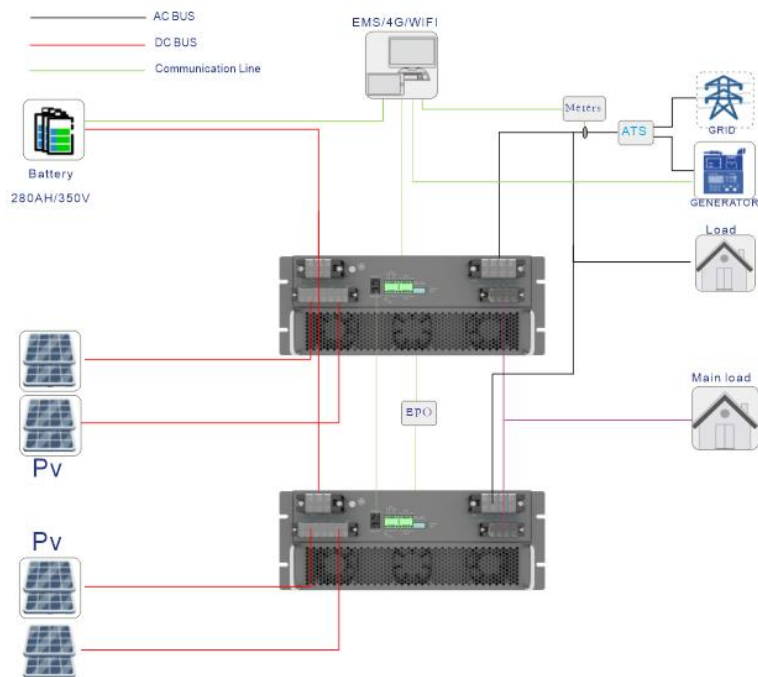 AC BUS
DC BUS
Communication Line
EMS/4G/WIFI
Meters
ATS
GRID
GENERATOR
Battery
280AH/350V
Load
Main load
EPO
Pv
Pv